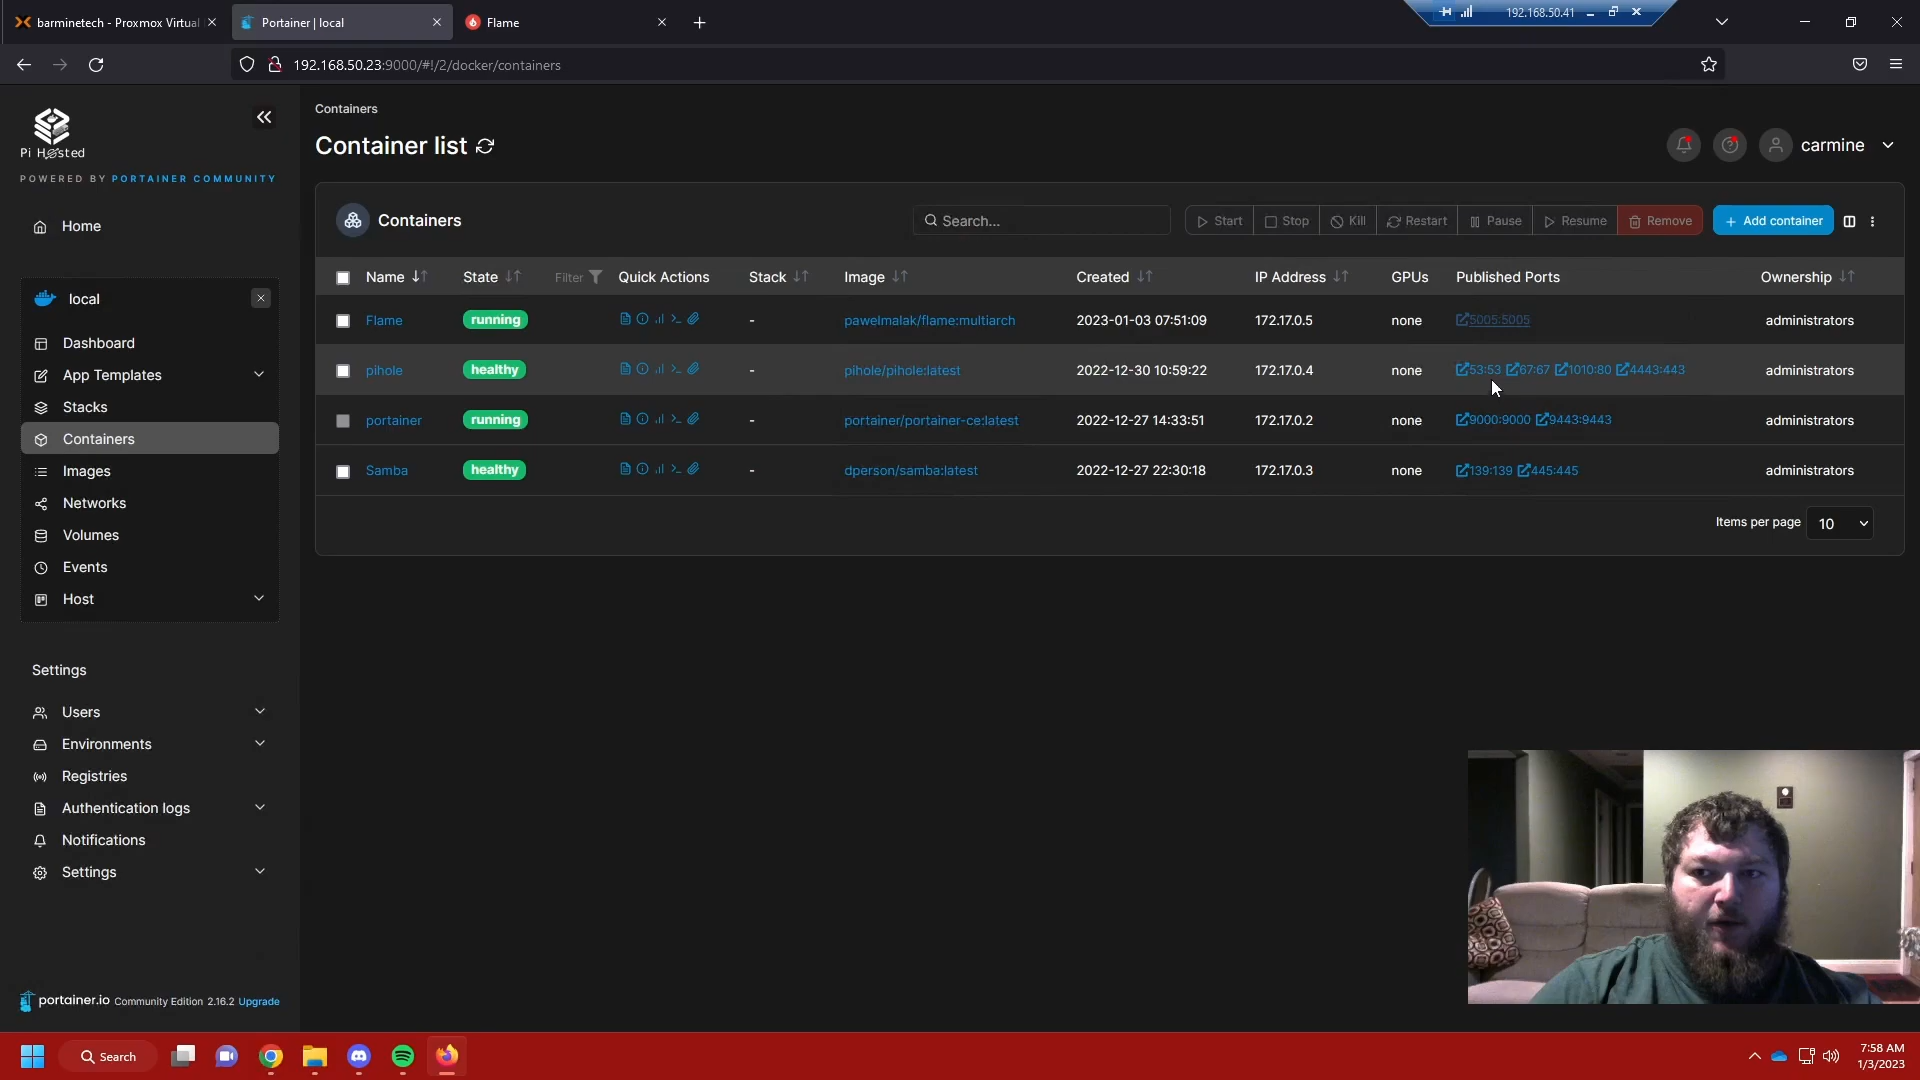 barminetech - Proxmox Virtual
Portainer | local
Flame
192.168.50.41
192.168.50.23:9000/#!/2/docker/containers
Pi Hosted
POWERED BY PORTAINER COMMUNITY
Home
local
Dashboard
App Templates
Stacks
Containers
Images
Networks
Volumes
Events
Host
Settings
Users
Environments
Registries
Authentication logs
Notifications
Settings
portainer.io Community Edition 2.16.2 Upgrade
Containers
Container list
carmine
Containers
Search...
Start Stop Kill Restart Pause Resume Remove + Add container
Name State Filter Quick Actions Stack Image Created IP Address GPUs Published Ports Ownership
Flame running - pawelmalak/flame:multiarch 2023-01-03 07:51:09 172.17.0.5 none 5005:5005 administrators
pihole healthy - pihole/pihole:latest 2022-12-30 10:59:22 172.17.0.4 none 53:53 67:67 1010:80 4443:443 administrators
portainer running - portainer/portainer-ce:latest 2022-12-27 14:33:51 172.17.0.2 none 9000:9000 9443:9443 administrators
Samba healthy - dperson/samba:latest 2022-12-27 22:30:18 172.17.0.3 none 139:139 445:445 administrators
Items per page 10
Search
7:58 AM
1/3/2023